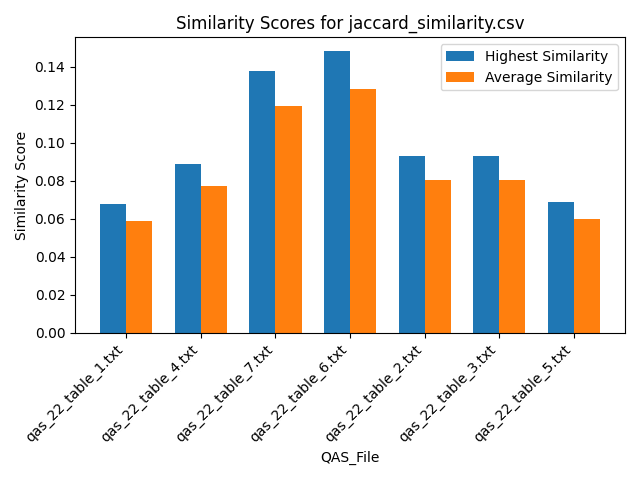 Similarity Scores for jaccard_similarity.csv
Highest Similarity
Average Similarity
Similarity Score
0.14
0.12
0.10
0.08
0.06
0.04
0.02
0.00
qas_22_table_1.txt
qas_22_table_4.txt
qas_22_table_7.txt
qas_22_table_6.txt
qas_22_table_2.txt
qas_22_table_3.txt
qas_22_table_5.txt
QAS_File